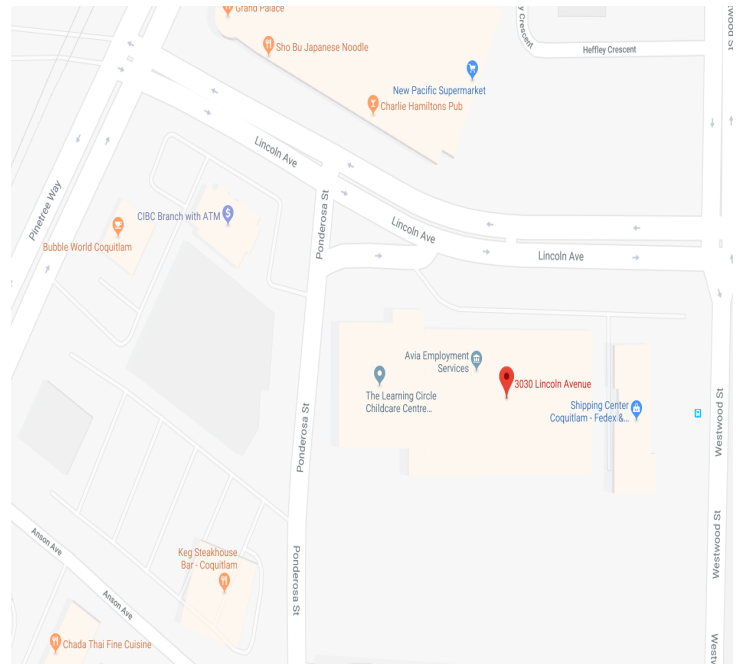 Grand Palace
Sho Bu Japanese Noodle
Crescent
Heffley Crescent
New Pacific Supermarket
Charlie Hamiltons Pub
Lincoln Ave
Pinetree Way
CIBC Branch with ATM
Bubble World Coquitlam
Ponderosa St
Lincoln Ave
Lincoln Ave
Avia Employment
Services
3030 Lincoln Avenue
The Learning Circle
Childcare Centre...
Shipping Center
Coquitlam - Fedex &...
Westwood St
Ponderosa St
Westwood St
Anson Ave
Keg Steakhouse
Bar - Coquitlam
Ponderosa St
Anson Ave
Chada Thai Fine Cuisine